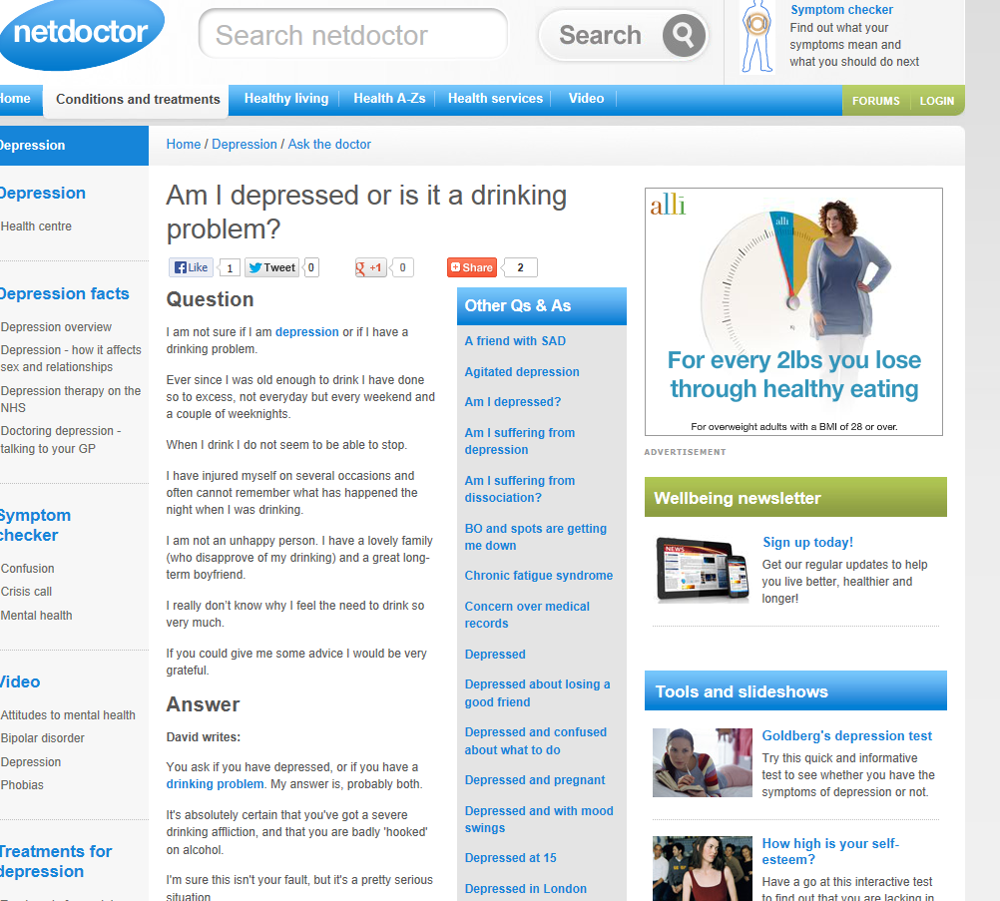 netdoctor
Search netdoctor
Search
Symptom checker
Find out what your
symptoms mean and
what you should do next
Home
Conditions and treatments
Healthy living
Health A-Zs
Health services
Video
FORUMS
LOGIN
Depression
Home / Depression / Ask the doctor
Depression
Health centre
Depression facts
Depression overview
Depression - how it affects
sex and relationships
Depression therapy on the
NHS
Doctoring depression -
talking to your GP
Symptom
checker
Confusion
Crisis call
Mental health
Video
Attitudes to mental health
Bipolar disorder
Depression
Phobias
Treatments for
depression
Am I depressed or is it a drinking
problem?
Like
1
Tweet
0
+1
0
Share
2
Question
I am not sure if I am depression or if I have a
drinking problem.
Ever since I was old enough to drink I have done
so to excess, not everyday but every weekend and
a couple of weeknights.
When I drink I do not seem to be able to stop.
I have injured myself on several occasions and
often cannot remember what has happened the
night when I was drinking.
I am not an unhappy person. I have a lovely family
(who disapprove of my drinking) and a great long-
term boyfriend.
I really don't know why I feel the need to drink so
very much.
If you could give me some advice I would be very
grateful.
Answer
David writes:
You ask if you have depressed, or if you have a
drinking problem. My answer is, probably both.
It's absolutely certain that you've got a severe
drinking affliction, and that you are badly 'hooked'
on alcohol.
I'm sure this isn't your fault, but it's a pretty serious
situation
Other Qs & As
A friend with SAD
Agitated depression
Am I depressed?
Am I suffering from
depression
Am I suffering from
dissociation?
BO and spots are getting
me down
Chronic fatigue syndrome
Concern over medical
records
Depressed
Depressed about losing a
good friend
Depressed and confused
about what to do
Depressed and pregnant
Depressed and with mood
swings
Depressed at 15
Depressed in London
alli
alli
For every 2lbs you lose
through healthy eating
For overweight adults with a BMI of 28 or over.
ADVERTISEMENT
Wellbeing newsletter
NEWS
Sign up today!
Get our regular updates to help
you live better, healthier and
longer!
Tools and slideshows
Goldberg's depression test
Try this quick and informative
test to see whether you have the
symptoms of depression or not.
How high is your self-
esteem?
Have a go at this interactive test
to find out that you are lacking in